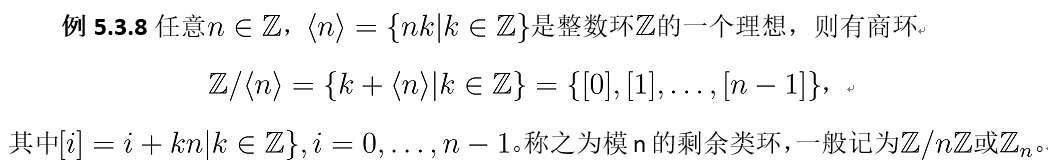 例 5.3.8 任意n ∈ ℤ，⟨n⟩ = {nk|k ∈ ℤ}是整数环ℤ的一个理想，则有商环
ℤ/⟨n⟩ = {k + ⟨n⟩|k ∈ ℤ} = {[0], [1], . . . , [n − 1]}，
其中[i] = i + kn|k ∈ ℤ}, i = 0, . . . , n − 1。称之为模 n 的剩余类环，一般记为ℤ/nℤ或ℤₙ。